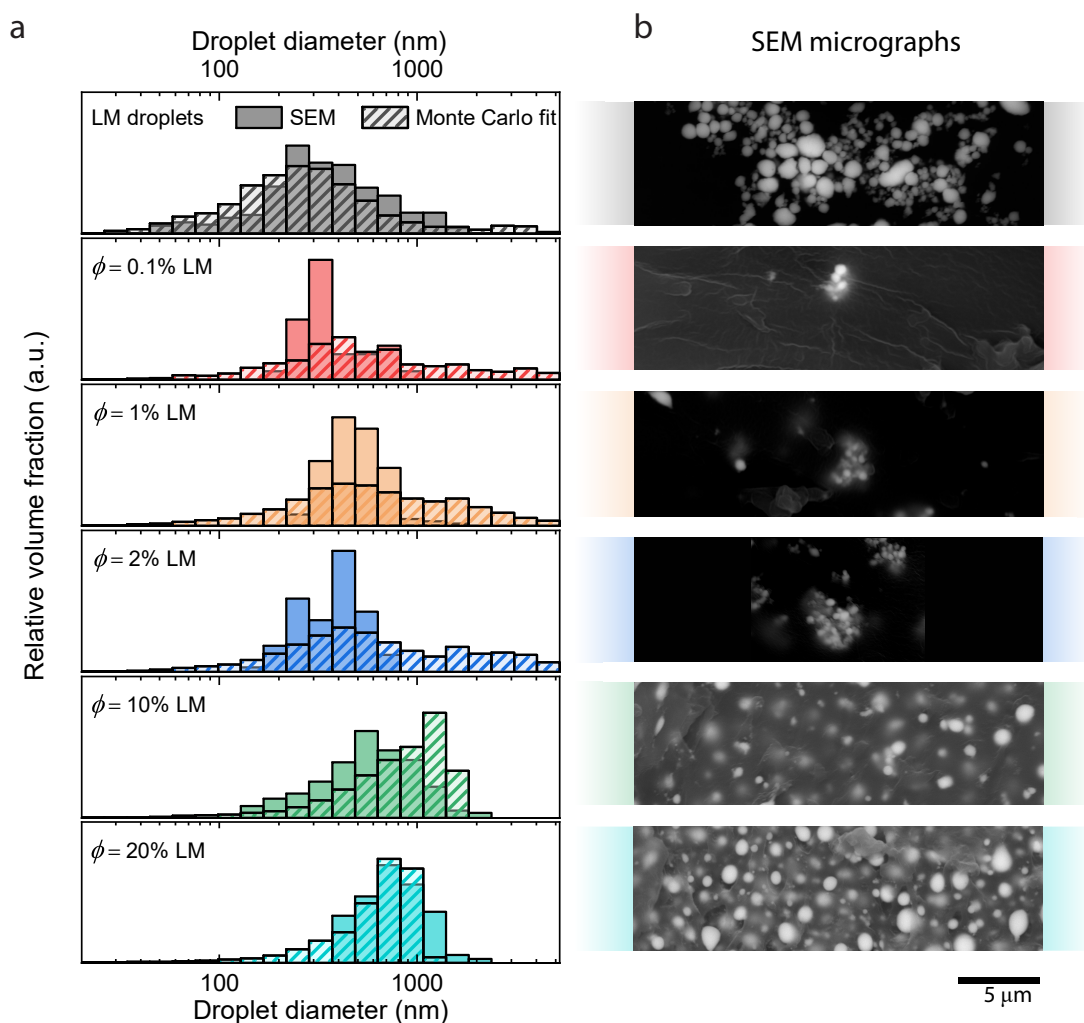 a
b
Droplet diameter (nm)
SEM micrographs
100 1000
LM droplets SEM Monte Carlo fit
ϕ = 0.1% LM
ϕ = 1% LM
ϕ = 2% LM
ϕ = 10% LM
ϕ = 20% LM
Relative volume fraction (a.u.)
100 1000
Droplet diameter (nm)
5 μm